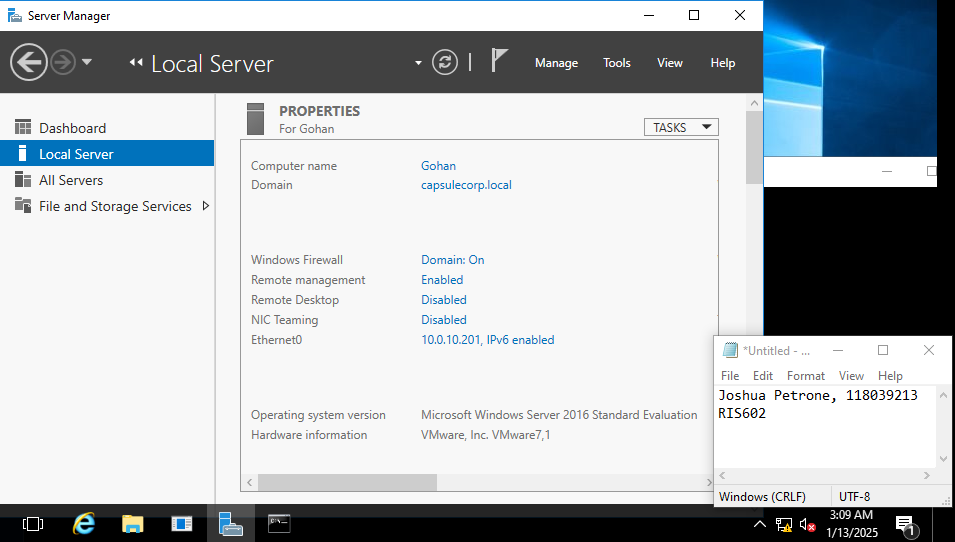 Server Manager
Local Server
Manage Tools View Help
Dashboard
Local Server
All Servers
File and Storage Services
PROPERTIES
For Gohan
TASKS
Computer name Gohan
Domain capsulecorp.local
Windows Firewall Domain: On
Remote management Enabled
Remote Desktop Disabled
NIC Teaming Disabled
Ethernet0 10.0.10.201, IPv6 enabled
Operating system version Microsoft Windows Server 2016 Standard Evaluation
Hardware information VMware, Inc. VMware7,1
*Untitled - ...
File Edit Format View Help
Joshua Petrone, 118039213
RIS602
Windows (CRLF) UTF-8
3:09 AM
1/13/2025
1